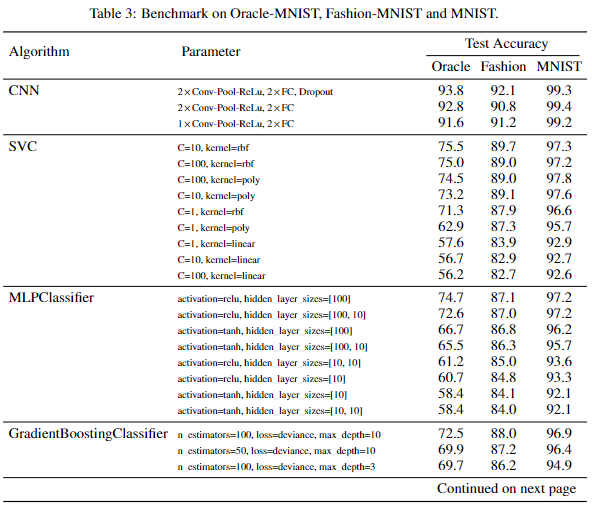 Table 3: Benchmark on Oracle-MNIST, Fashion-MNIST and MNIST.
Algorithm Parameter Test Accuracy
Oracle Fashion MNIST
CNN 2×Conv-Pool-ReLu, 2×FC, Dropout 93.8 92.1 99.3
2×Conv-Pool-ReLu, 2×FC 92.8 90.8 99.4
1×Conv-Pool-ReLu, 2×FC 91.6 91.2 99.2
SVC C=10, kernel=rbf 75.5 89.7 97.3
C=100, kernel=rbf 75.0 89.0 97.2
C=100, kernel=poly 74.5 89.0 97.8
C=10, kernel=poly 73.2 89.1 97.6
C=1, kernel=rbf 71.3 87.9 96.6
C=1, kernel=poly 62.9 87.3 95.7
C=1, kernel=linear 57.6 83.9 92.9
C=10, kernel=linear 56.7 82.9 92.7
C=100, kernel=linear 56.2 82.7 92.6
MLPClassifier activation=relu, hidden_layer_sizes=[100] 74.7 87.1 97.2
activation=relu, hidden_layer_sizes=[100, 10] 72.6 87.0 97.2
activation=tanh, hidden_layer_sizes=[100] 66.7 86.8 96.2
activation=tanh, hidden_layer_sizes=[100, 10] 65.5 86.3 95.7
activation=relu, hidden_layer_sizes=[10, 10] 61.2 85.0 93.6
activation=relu, hidden_layer_sizes=[10] 60.7 84.8 93.3
activation=tanh, hidden_layer_sizes=[10] 58.4 84.1 92.1
activation=tanh, hidden_layer_sizes=[10, 10] 58.4 84.0 92.1
GradientBoostingClassifier n_estimators=100, loss=deviance, max_depth=10 72.5 88.0 96.9
n_estimators=50, loss=deviance, max_depth=10 69.9 87.2 96.4
n_estimators=100, loss=deviance, max_depth=3 69.7 86.2 94.9
Continued on next page